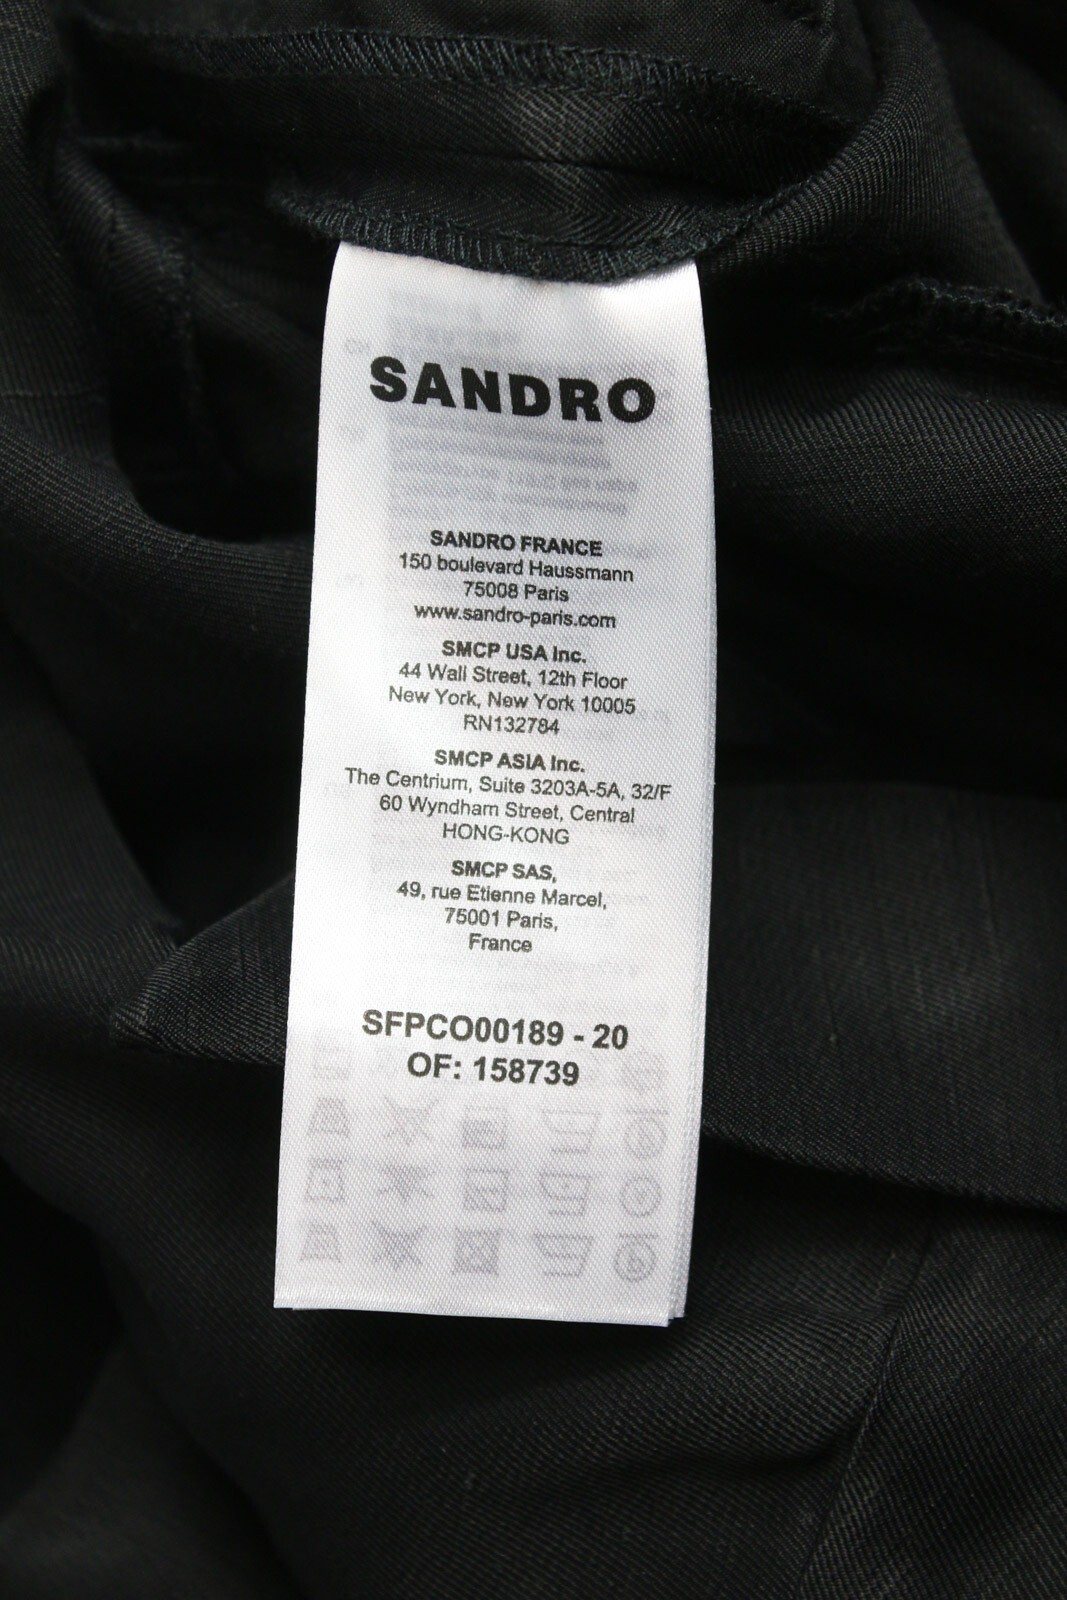 SANDRO
SANDRO FRANCE
150 boulevard Haussmann
75008 Paris
www.sandro-paris.com
SMCP USA Inc.
44 Wall Street, 12th Floor
New York, New York 10005
RN132784
SMCP ASIA Inc.
The Centrium, Suite 3203A-5A, 32/F
60 Wyndham Street, Central
HONG-KONG
SMCP SAS,
49, rue Etienne Marcel,
75001 Paris,
France
SFPCO00189 - 20
OF: 158739